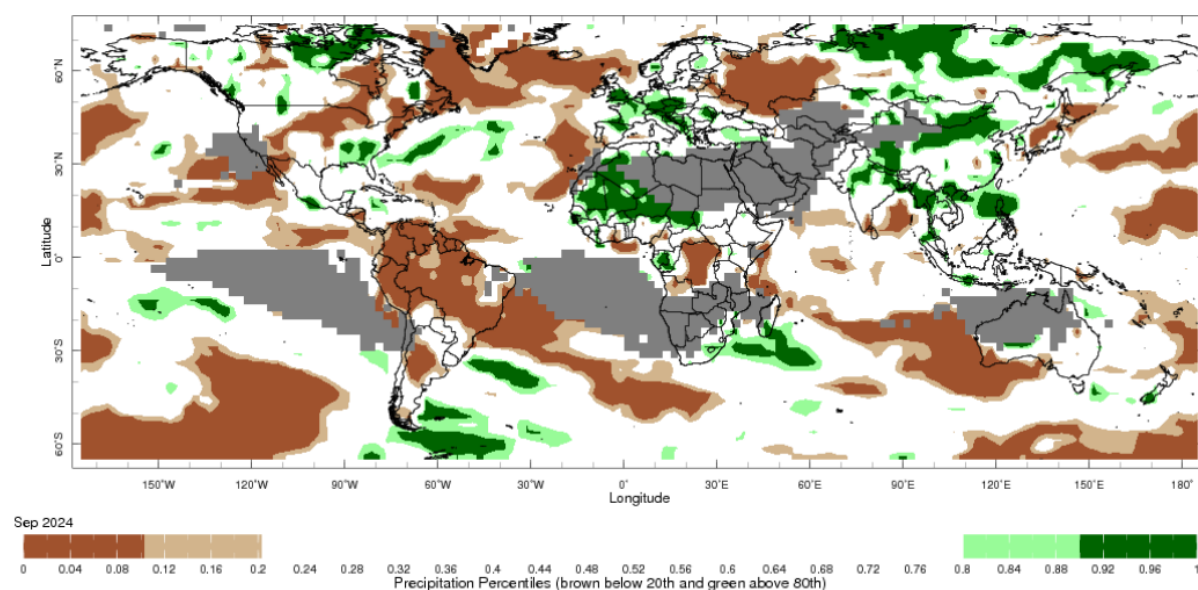 60°N
30°N
0°
30°S
60°S
Latitude
150°W 120°W 90°W 60°W 30°W 0° 30°E 60°E 90°E 120°E 150°E 180°
Longitude
Sep 2024
0 0.04 0.08 0.12 0.16 0.2 0.24 0.28 0.32 0.36 0.4 0.44 0.48 0.52 0.56 0.6 0.64 0.68 0.72 0.76 0.8 0.84 0.88 0.92 0.96 1
Precipitation Percentiles (brown below 20th and green above 80th)